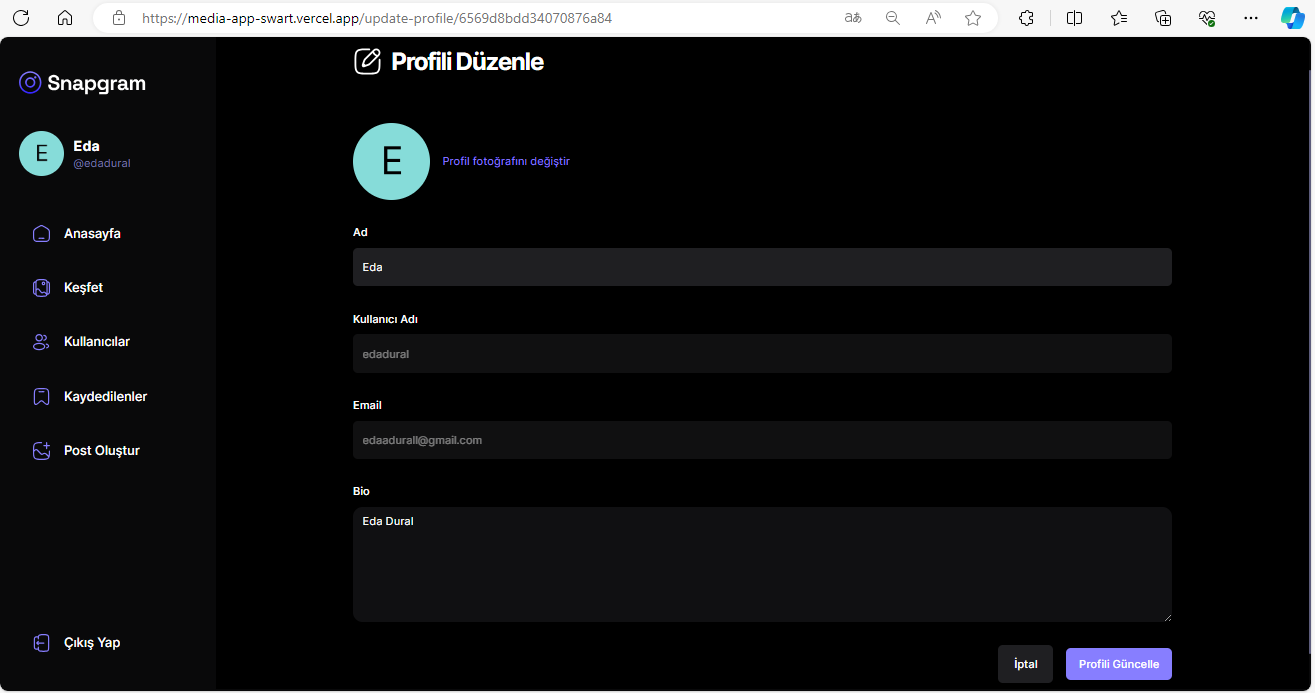 https://media-app-swart.vercel.app/update-profile/6569d8bdd34070876a84
Snapgram
E
Eda
@edadural
Anasayfa
Keşfet
Kullanıcılar
Kaydedilenler
Post Oluştur
Çıkış Yap
Profili Düzenle
E
Profil fotoğrafını değiştir
Ad
Eda
Kullanıcı Adı
edadural
Email
edaadurall@gmail.com
Bio
Eda Dural
İptal
Profili Güncelle